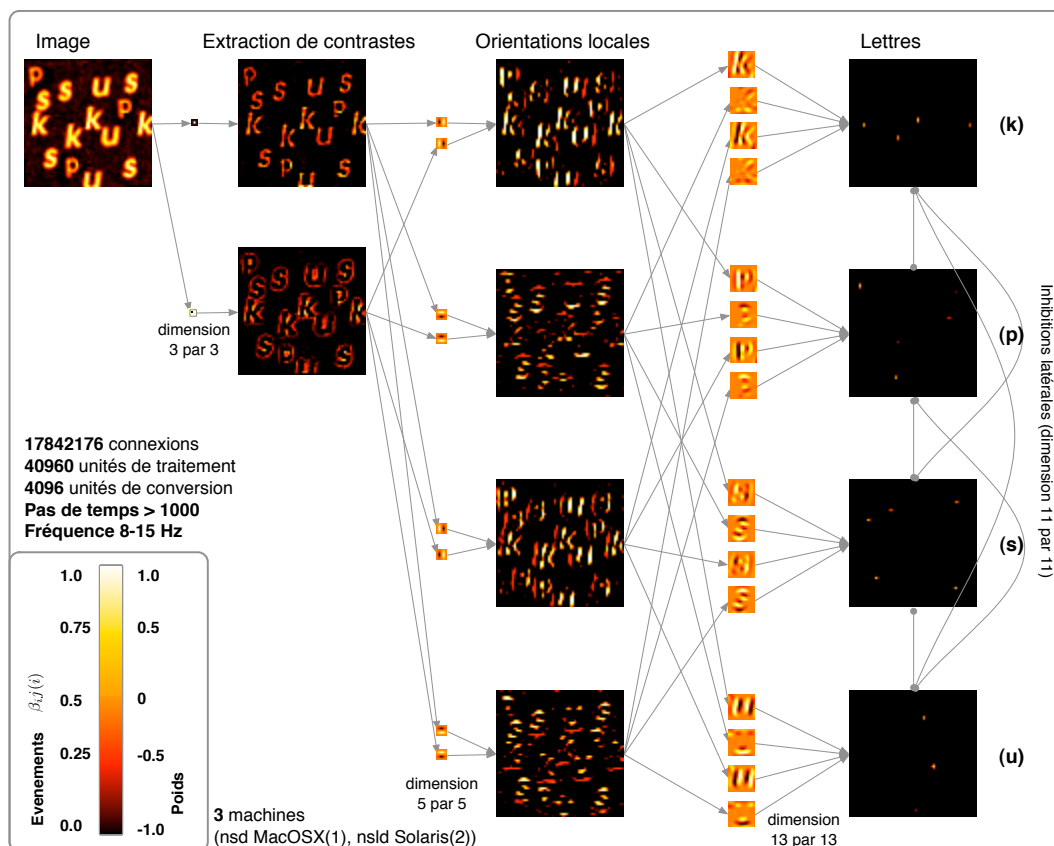 Image
Extraction de contrastes
Orientations locales
Lettres
p
s s u s
k k k p
k u
s p s
u
(k)
(p)
(s)
(u)
dimension
3 par 3
Inhibitions latérales (dimension 11 par 11)
17842176 connexions
40960 unités de traitement
4096 unités de conversion
Pas de temps > 1000
Fréquence 8-15 Hz
1.0 1.0
0.75 0.5
0.5 0
0.25 -0.5
0.0 -1.0
Evenements βi,j(i)
Poids
dimension
5 par 5
3 machines
(nsd MacOSX(1), nsld Solaris(2))
dimension
13 par 13